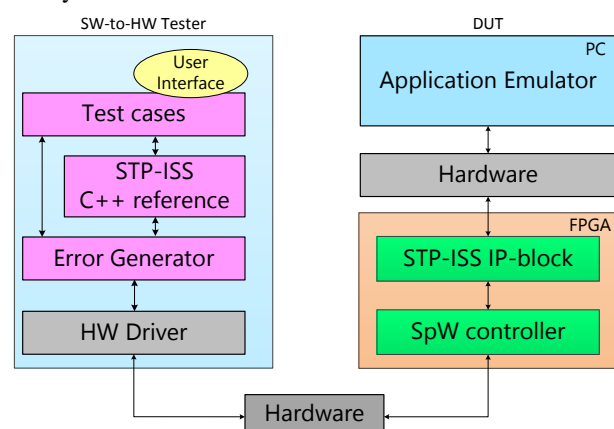 SW-to-HW Tester
User
Interface
Test cases
STP-ISS
C++ reference
Error Generator
HW Driver
DUT
PC
Application Emulator
Hardware
FPGA
STP-ISS IP-block
SpW controller
Hardware